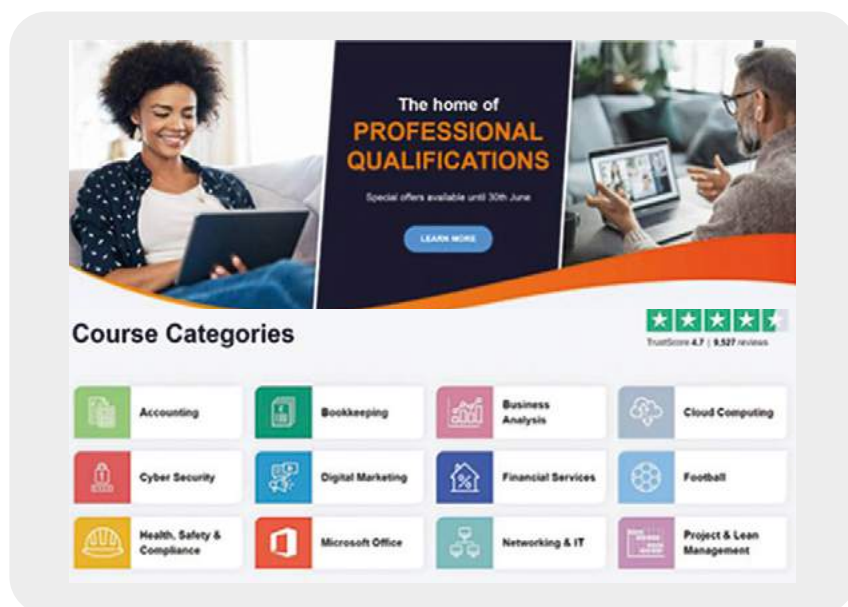 The home of
PROFESSIONAL
QUALIFICATIONS
Special offers available until 30th June
LEARN MORE
Course Categories
TrustScore 4.7 | 9,527 reviews
Accounting
Bookkeeping
Business
Analysis
Cloud Computing
Cyber Security
Digital Marketing
Financial Services
Football
Health, Safety &
Compliance
Microsoft Office
Networking & IT
Project & Lean
Management